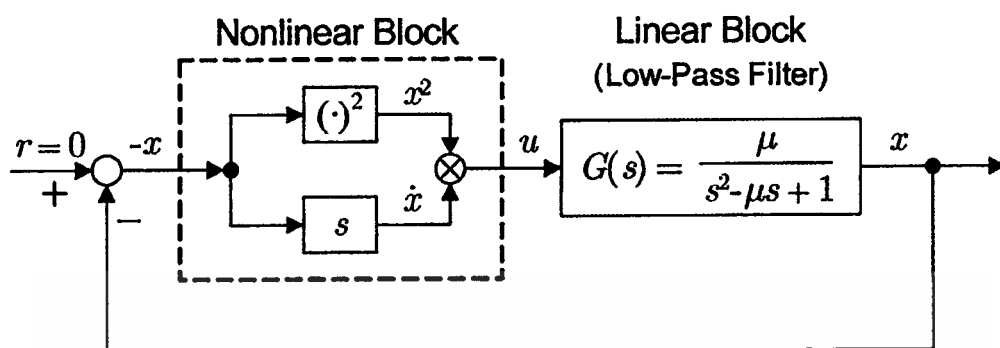 Nonlinear Block
Linear Block
(Low-Pass Filter)
(·)² x²
r = 0 -x u G(s) = μ / (s²-μs + 1) x
+
−
s ẋ